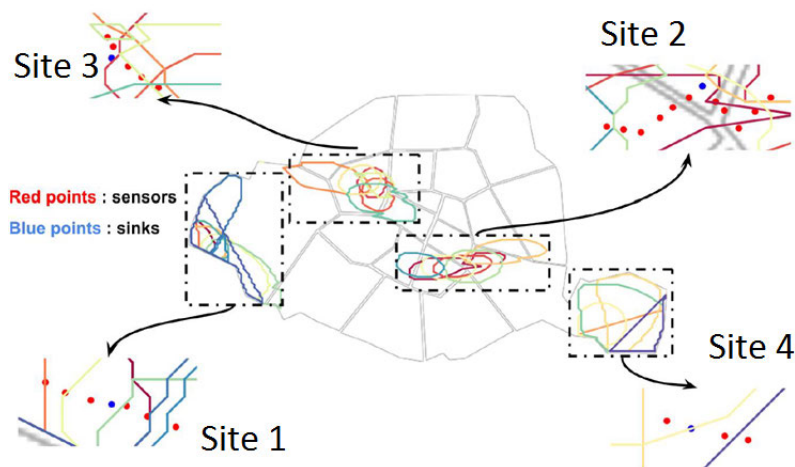 Site 3
Site 2
Red points : sensors
Blue points : sinks
Site 4
Site 1